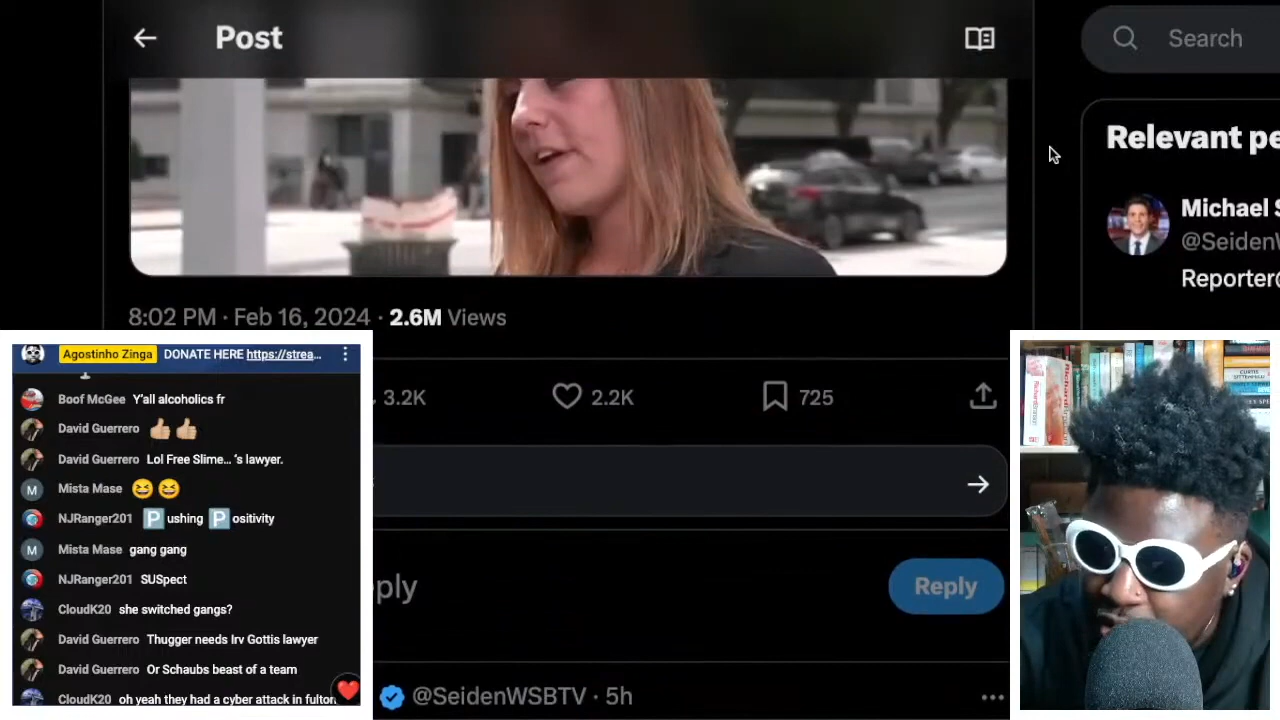 Post
Search
Relevant pe
Michael S
@SeidenW
Reporter@
8:02 PM · Feb 16, 2024 · 2.6M Views
3.2K 2.2K 725
Reply
eply
@SeidenWSBTV · 5h
Agostinho Zinga DONATE HERE https://strea...
Boof McGee Y'all alcoholics fr
David Guerrero 👍🏼👍🏼
David Guerrero Lol Free Slime... 's lawyer.
M Mista Mase 😆😆
NJRanger201 🅿️ushing 🅿️ositivity
M Mista Mase gang gang
NJRanger201 SUSpect
CloudK20 she switched gangs?
David Guerrero Thugger needs Irv Gottis lawyer
David Guerrero Or Schaubs beast of a team
CloudK20 oh yeah they had a cyber attack in fulton